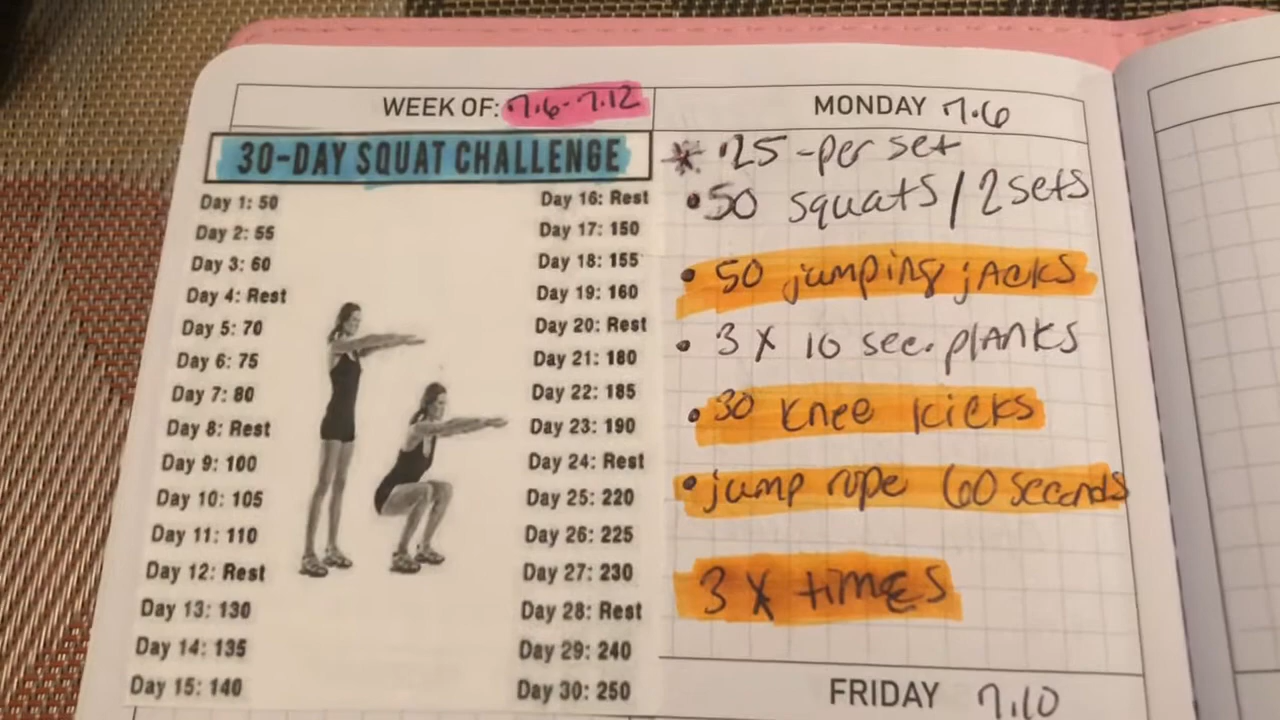 WEEK OF: 7.6-7.12
30-DAY SQUAT CHALLENGE
Day 1: 50
Day 2: 55
Day 3: 60
Day 4: Rest
Day 5: 70
Day 6: 75
Day 7: 80
Day 8: Rest
Day 9: 100
Day 10: 105
Day 11: 110
Day 12: Rest
Day 13: 130
Day 14: 135
Day 15: 140
Day 16: Rest
Day 17: 150
Day 18: 155
Day 19: 160
Day 20: Rest
Day 21: 180
Day 22: 185
Day 23: 190
Day 24: Rest
Day 25: 220
Day 26: 225
Day 27: 230
Day 28: Rest
Day 29: 240
Day 30: 250
MONDAY 7.6
* 25 -per set
• 50 squats / 2 sets
• 50 jumping jacks
• 3 X 10 sec. planks
• 30 knee kicks
• jump rope 60 seconds
3 X times
FRIDAY 7.10